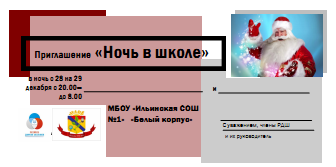 Приглашение «Ночь в школе»
в ночь с 28 на 29
декабря с 20.00–
до 8.00
и
МБОУ «Ильинская СОШ
№1» «Белый корпус»
С уважением, члены РДШ
и их руководитель